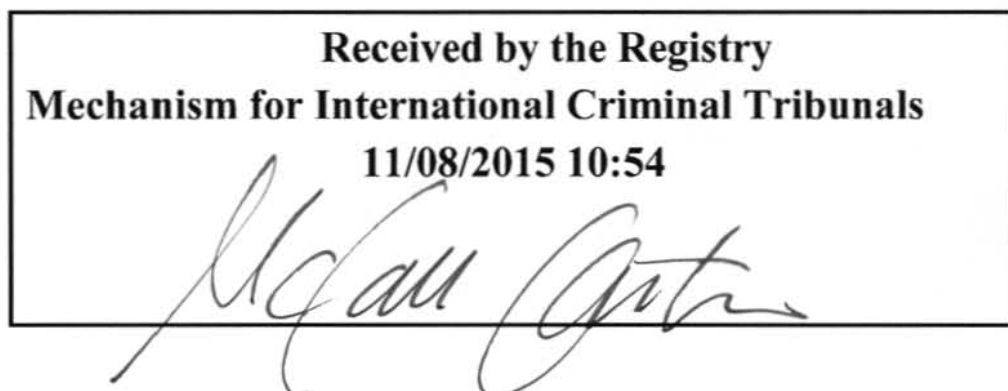 Received by the Registry
Mechanism for International Criminal Tribunals
11/08/2015 10:54